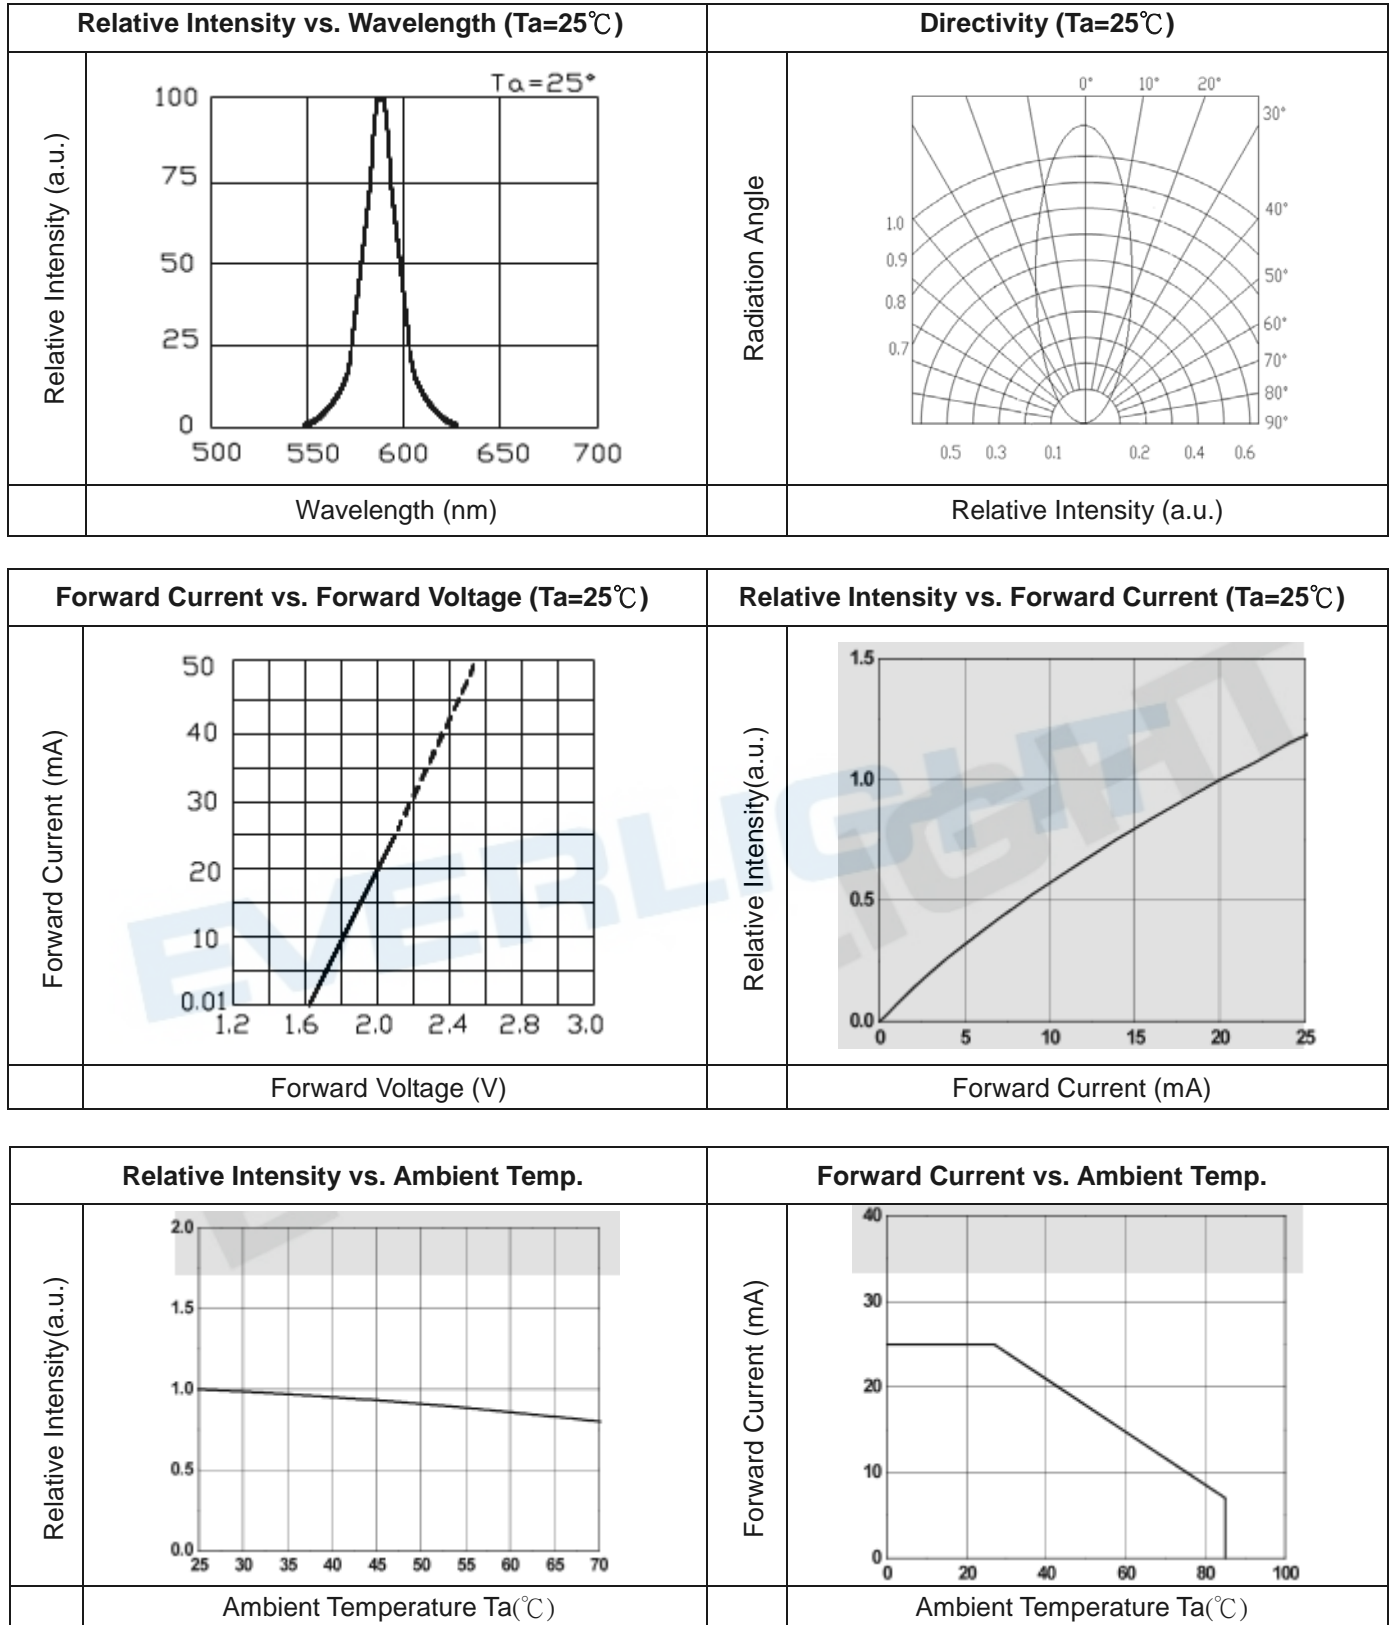 Relative Intensity vs. Wavelength (Ta=25℃)
Directivity (Ta=25℃)
Relative Intensity (a.u.)
Ta=25°
100
75
50
25
0
500 550 600 650 700
Wavelength (nm)
Radiation Angle
0° 10° 20°
30°
40°
50°
60°
70°
80°
90°
1.0
0.9
0.8
0.7
0.5 0.3 0.1 0.2 0.4 0.6
Relative Intensity (a.u.)
Forward Current vs. Forward Voltage (Ta=25℃)
Relative Intensity vs. Forward Current (Ta=25℃)
Forward Current (mA)
50
40
30
20
10
0.01
1.2 1.6 2.0 2.4 2.8 3.0
Forward Voltage (V)
EVERLIGHT
Relative Intensity(a.u.)
1.5
1.0
0.5
0.0
0 5 10 15 20 25
Forward Current (mA)
Relative Intensity vs. Ambient Temp.
Forward Current vs. Ambient Temp.
Relative Intensity(a.u.)
2.0
1.5
1.0
0.5
0.0
25 30 35 40 45 50 55 60 65 70
Ambient Temperature Ta(℃)
Forward Current (mA)
40
30
20
10
0
0 20 40 60 80 100
Ambient Temperature Ta(℃)